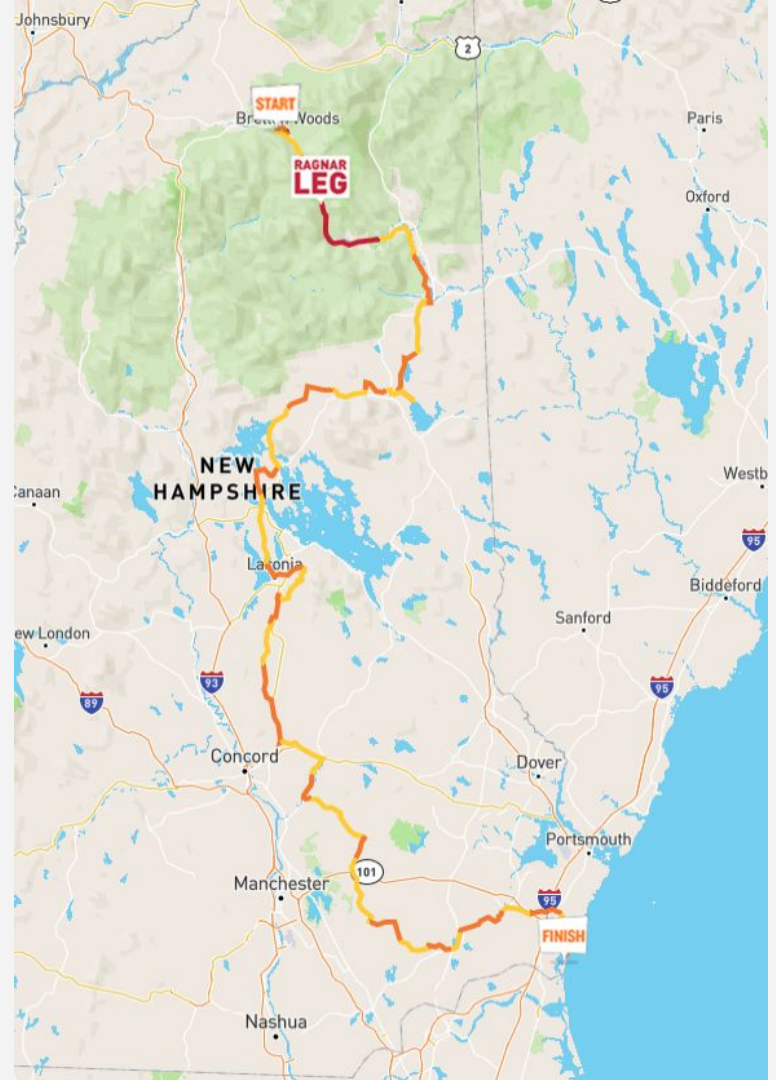 Johnsbury
2
START
Bretton Woods
Paris
RAGNAR
LEG
Oxford
NEW
HAMPSHIRE
Canaan
Westb
95
Laconia
Biddeford
Sanford
ew London
93
95
89
Concord
Dover
Portsmouth
101
Manchester
95
FINISH
Nashua